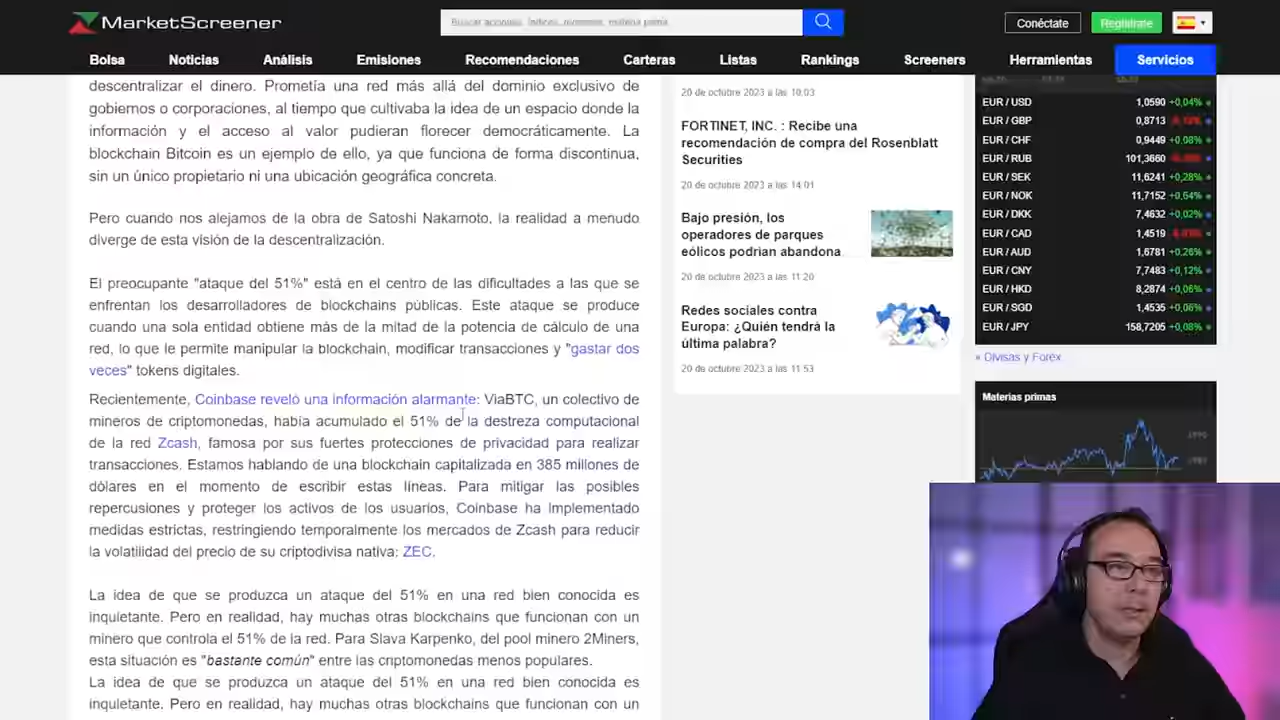 MarketScreener
Conéctate
Regístrate
Bolsa
Noticias
Análisis
Emisiones
Recomendaciones
Carteras
Listas
Rankings
Screeners
Herramientas
Servicios
descentralizar el dinero. Prometía una red más allá del dominio exclusivo de
gobiernos o corporaciones, al tiempo que cultivaba la idea de un espacio donde la
información y el acceso al valor pudieran florecer democráticamente. La
blockchain Bitcoin es un ejemplo de ello, ya que funciona de forma discontinua,
sin un único propietario ni una ubicación geográfica concreta.
Pero cuando nos alejamos de la obra de Satoshi Nakamoto, la realidad a menudo
diverge de esta visión de la descentralización.
El preocupante "ataque del 51%" está en el centro de las dificultades a las que se
enfrentan los desarrolladores de blockchains públicas. Este ataque se produce
cuando una sola entidad obtiene más de la mitad de la potencia de cálculo de una
red, lo que le permite manipular la blockchain, modificar transacciones y "gastar dos
veces" tokens digitales.
Recientemente, Coinbase reveló una información alarmante: ViaBTC, un colectivo de
mineros de criptomonedas, había acumulado el 51% de la destreza computacional
de la red Zcash, famosa por sus fuertes protecciones de privacidad para realizar
transacciones. Estamos hablando de una blockchain capitalizada en 385 millones de
dólares en el momento de escribir estas líneas. Para mitigar las posibles
repercusiones y proteger los activos de los usuarios, Coinbase ha implementado
medidas estrictas, restringiendo temporalmente los mercados de Zcash para reducir
la volatilidad del precio de su criptodivisa nativa: ZEC.
La idea de que se produzca un ataque del 51% en una red bien conocida es
inquietante. Pero en realidad, hay muchas otras blockchains que funcionan con un
minero que controla el 51% de la red. Para Slava Karpenko, del pool minero 2Miners,
esta situación es "bastante común" entre las criptomonedas menos populares.
La idea de que se produzca un ataque del 51% en una red bien conocida es
inquietante. Pero en realidad, hay muchas otras blockchains que funcionan con un
20 de octubre 2023 a las
FORTINET, INC. : Recibe una
recomendación de compra del Rosenblatt
Securities
20 de octubre 2023 a las 14:01
Bajo presión, los
operadores de parques
eólicos podrían abandona
20 de octubre 2023 a las 11:20
Redes sociales contra
Europa: ¿Quién tendrá la
última palabra?
20 de octubre 2023 a las 11:53
EUR / USD 1,0590 +0,04%
EUR / GBP 0,8713
EUR / CHF 0,9449 +0,08%
EUR / RUB 101,3660
EUR / SEK 11,6241 +0,28%
EUR / NOK 11,7152 +0,64%
EUR / DKK 7,4632 +0,02%
EUR / CAD 1,4519
EUR / AUD 1,6781 +0,26%
EUR / CNY 7,7483 +0,12%
EUR / HKD 8,2874 +0,06%
EUR / SGD 1,4535 +0,06%
EUR / JPY 158,7205 +0,08%
» Divisas y Forex
Materias primas